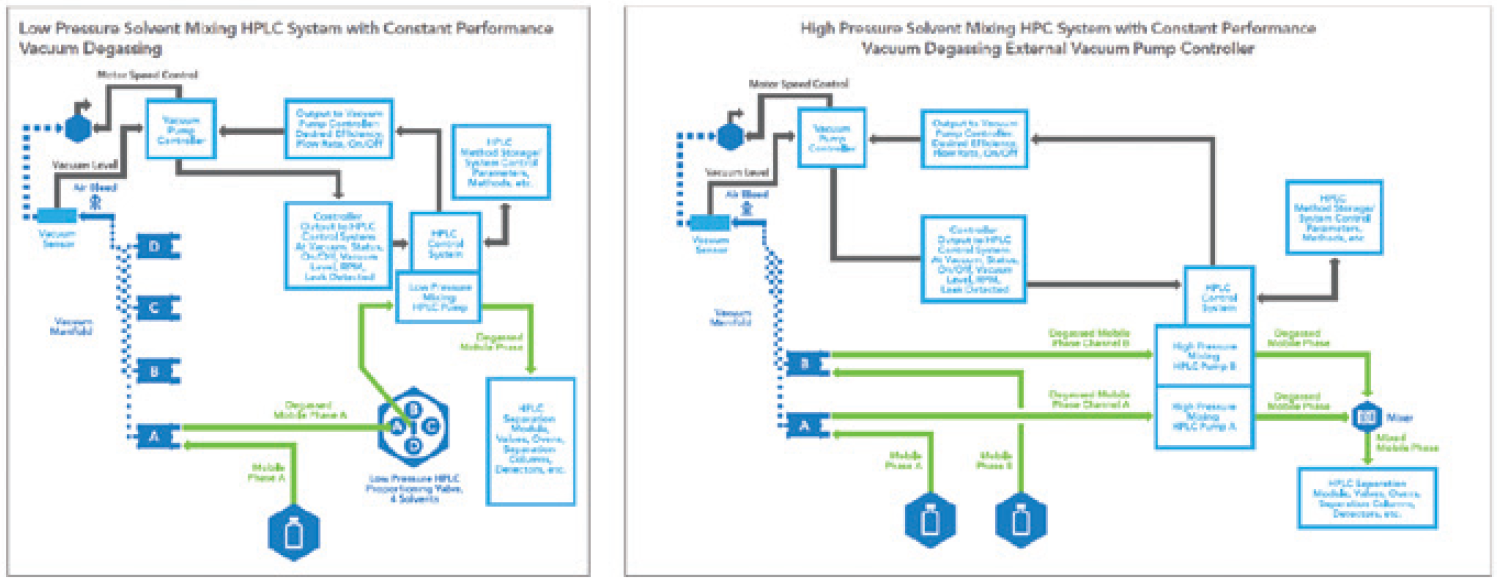 Low Pressure Solvent Mixing HPLC System with Constant Performance
Vacuum Degassing
Motor Speed Control
Vacuum
Pump
Controller
Output to Vacuum
Pump Controller:
Desired Efficiency,
Flow Rate, On/Off
HPLC
Method Storage/
System Control
Parameters,
Methods, etc.
Vacuum Level
Air Bleed
Vacuum
Sensor
Controller
Output to HPLC
Control System
At Vacuum, Status,
On/Off, Vacuum
Level, RPM,
Leak Detected
HPLC
Control
System
Low Pressure
Mixing
HPLC Pump
D
C
B
A
Vacuum
Manifold
Degassed
Mobile Phase
Degassed
Mobile Phase A
B
A
C
D
HPLC
Separation
Module,
Valves, Ovens,
Separation
Columns,
Detectors, etc.
Mobile
Phase A
Low Pressure HPLC
Proportioning Valve,
4 Solvents
High Pressure Solvent Mixing HPC System with Constant Performance
Vacuum Degassing External Vacuum Pump Controller
Motor Speed Control
Vacuum
Pump
Controller
Output to Vacuum
Pump Controller:
Desired Efficiency,
Flow Rate, On/Off
Vacuum Level
Air Bleed
Vacuum
Sensor
HPLC
Method Storage/
System Control
Parameters,
Methods, etc
Controller
Output to HPLC
Control System
At Vacuum, Status,
On/Off, Vacuum
Level, RPM,
Leak Detected
HPLC
Control
System
Vacuum
Manifold
Degassed Mobile
Phase Channel B
High Pressure
Mixing
HPLC Pump B
Degassed
Mobile Phase
B
Degassed Mobile
Phase Channel A
High Pressure
Mixing
HPLC Pump A
Degassed
Mobile Phase
A
Mixer
Mixed
Mobile Phase
Mobile
Phase A
Mobile
Phase B
HPLC Separation
Module, Valves, Ovens,
Separation Columns,
Detectors, etc.